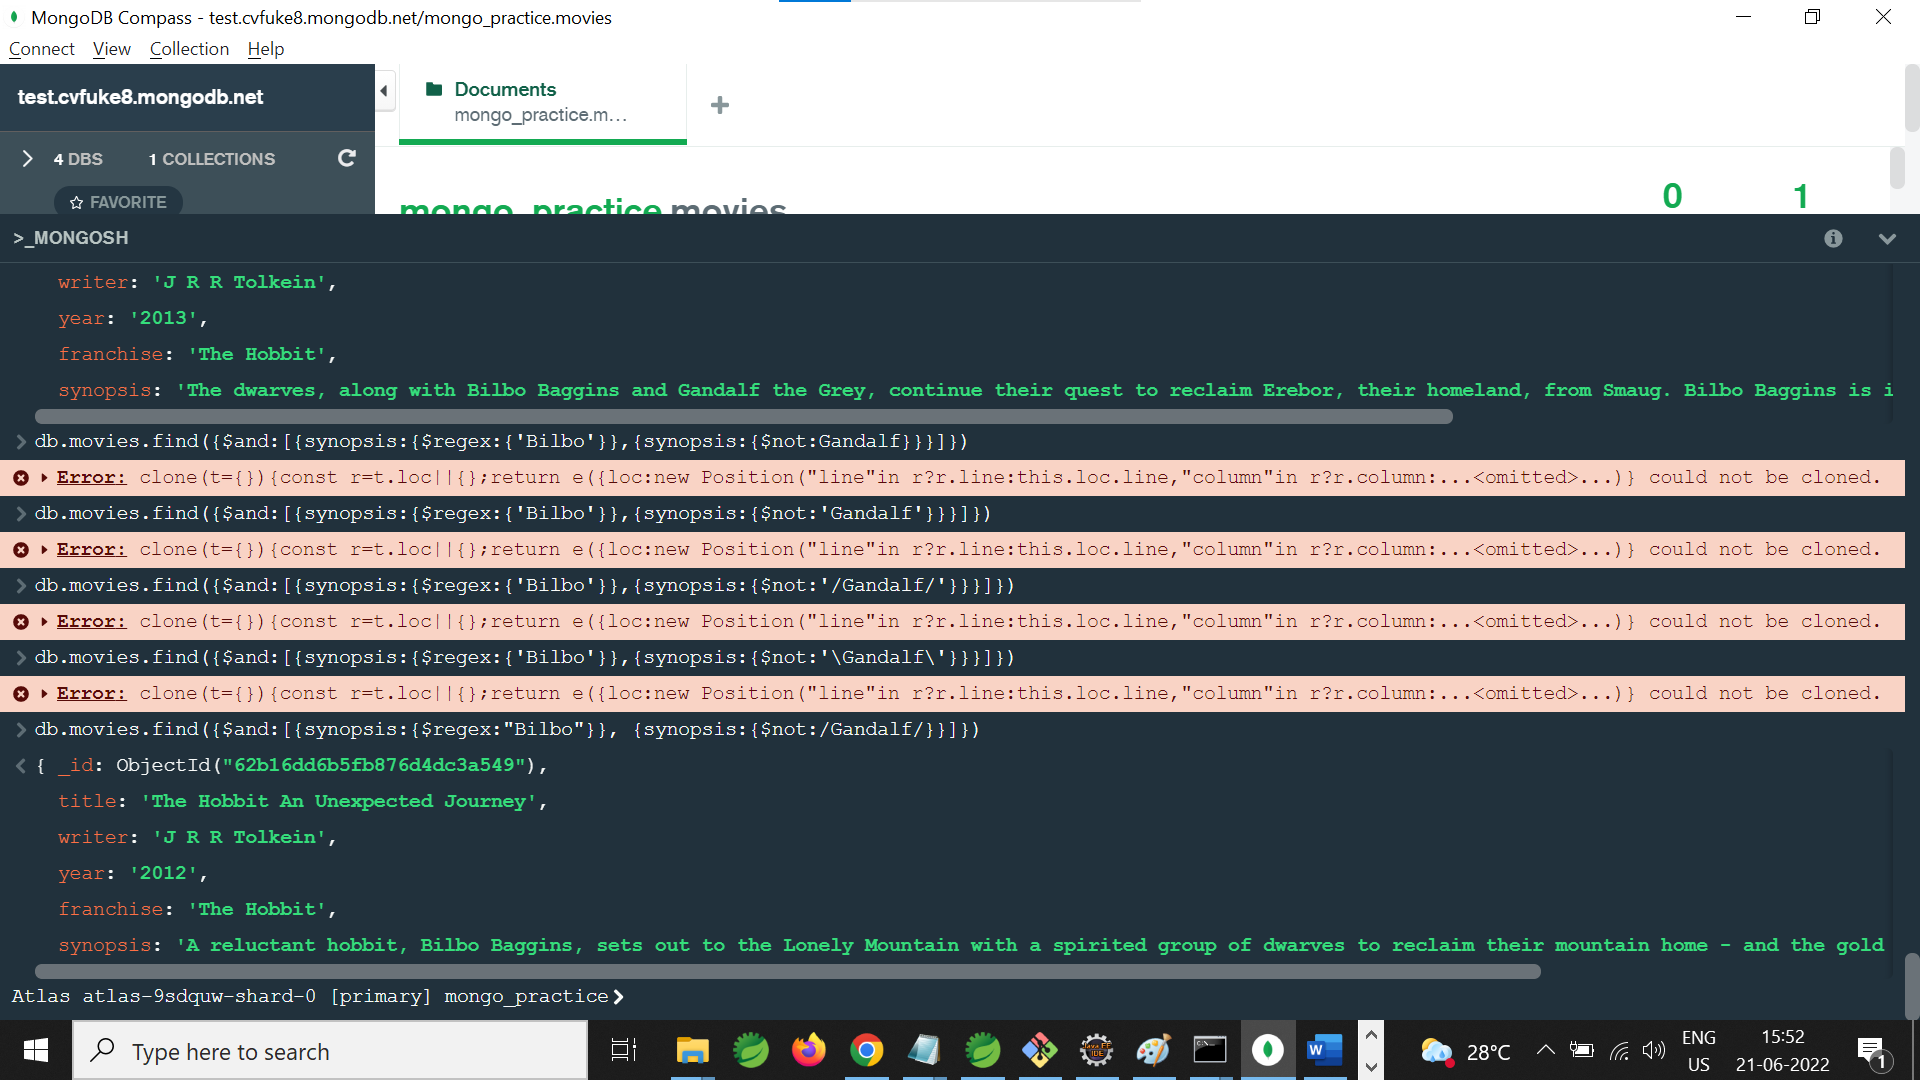 MongoDB Compass - test.cvfuke8.mongodb.net/mongo_practice.movies
Connect View Collection Help
test.cvfuke8.mongodb.net
Documents
mongo_practice.m...
4 DBS 1 COLLECTIONS
FAVORITE
mongo_practice.movies
0 1
>_MONGOSH
writer: 'J R R Tolkein',
year: '2013',
franchise: 'The Hobbit',
synopsis: 'The dwarves, along with Bilbo Baggins and Gandalf the Grey, continue their quest to reclaim Erebor, their homeland, from Smaug. Bilbo Baggins is i
db.movies.find({$and:[{synopsis:{$regex:{'Bilbo'}},{synopsis:{$not:Gandalf}}}]})
Error: clone(t={}){const r=t.loc||{};return e({loc:new Position("line"in r?r.line:this.loc.line,"column"in r?r.column:...<omitted>...)} could not be cloned.
db.movies.find({$and:[{synopsis:{$regex:{'Bilbo'}},{synopsis:{$not:'Gandalf'}}}]})
Error: clone(t={}){const r=t.loc||{};return e({loc:new Position("line"in r?r.line:this.loc.line,"column"in r?r.column:...<omitted>...)} could not be cloned.
db.movies.find({$and:[{synopsis:{$regex:{'Bilbo'}},{synopsis:{$not:'/Gandalf/'}}}]})
Error: clone(t={}){const r=t.loc||{};return e({loc:new Position("line"in r?r.line:this.loc.line,"column"in r?r.column:...<omitted>...)} could not be cloned.
db.movies.find({$and:[{synopsis:{$regex:{'Bilbo'}},{synopsis:{$not:'\Gandalf\'}}}]})
Error: clone(t={}){const r=t.loc||{};return e({loc:new Position("line"in r?r.line:this.loc.line,"column"in r?r.column:...<omitted>...)} could not be cloned.
db.movies.find({$and:[{synopsis:{$regex:"Bilbo"}}, {synopsis:{$not:/Gandalf/}}]})
{ _id: ObjectId("62b16dd6b5fb876d4dc3a549"),
title: 'The Hobbit An Unexpected Journey',
writer: 'J R R Tolkein',
year: '2012',
franchise: 'The Hobbit',
synopsis: 'A reluctant hobbit, Bilbo Baggins, sets out to the Lonely Mountain with a spirited group of dwarves to reclaim their mountain home - and the gold
Atlas atlas-9sdquw-shard-0 [primary] mongo_practice>
Type here to search
28°C
ENG
US
15:52
21-06-2022
1